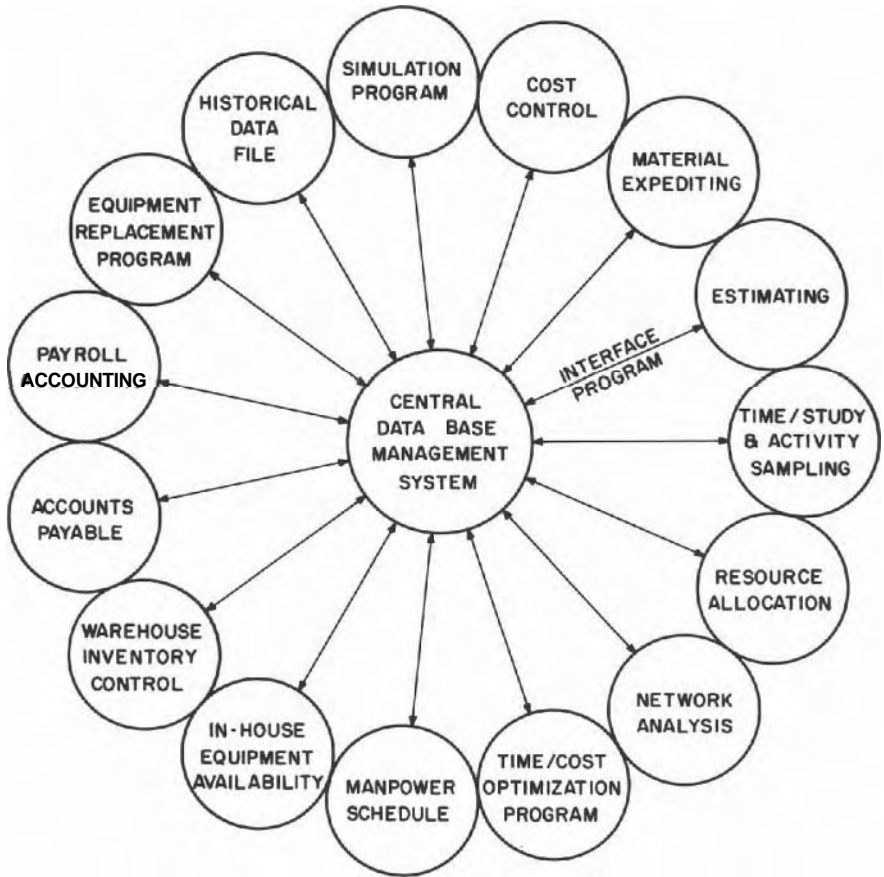 SIMULATION
PROGRAM
COST
CONTROL
HISTORICAL
DATA
FILE
MATERIAL
EXPEDITING
EQUIPMENT
REPLACEMENT
PROGRAM
ESTIMATING
PAYROLL
ACCOUNTING
INTERFACE
PROGRAM
CENTRAL
DATA BASE
MANAGEMENT
SYSTEM
TIME/STUDY
& ACTIVITY
SAMPLING
ACCOUNTS
PAYABLE
RESOURCE
ALLOCATION
WAREHOUSE
INVENTORY
CONTROL
NETWORK
ANALYSIS
IN-HOUSE
EQUIPMENT
AVAILABILITY
MANPOWER
SCHEDULE
TIME/COST
OPTIMIZATION
PROGRAM